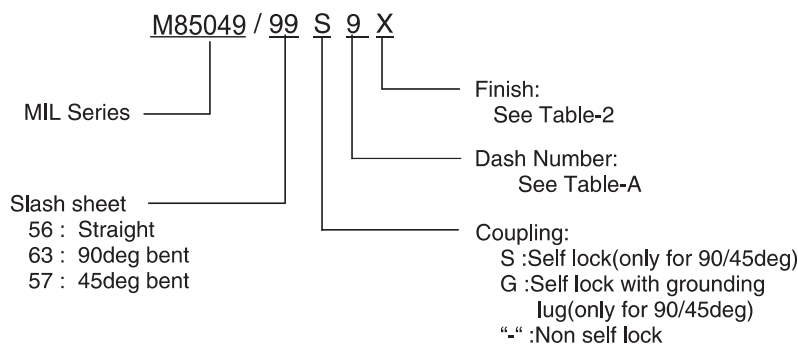 M85049 / 99 S 9 X
MIL Series
Finish:
See Table-2
Dash Number:
See Table-A
Slash sheet
56 : Straight
63 : 90deg bent
57 : 45deg bent
Coupling:
S :Self lock(only for 90/45deg)
G :Self lock with grounding
lug(only for 90/45deg)
“-“ :Non self lock